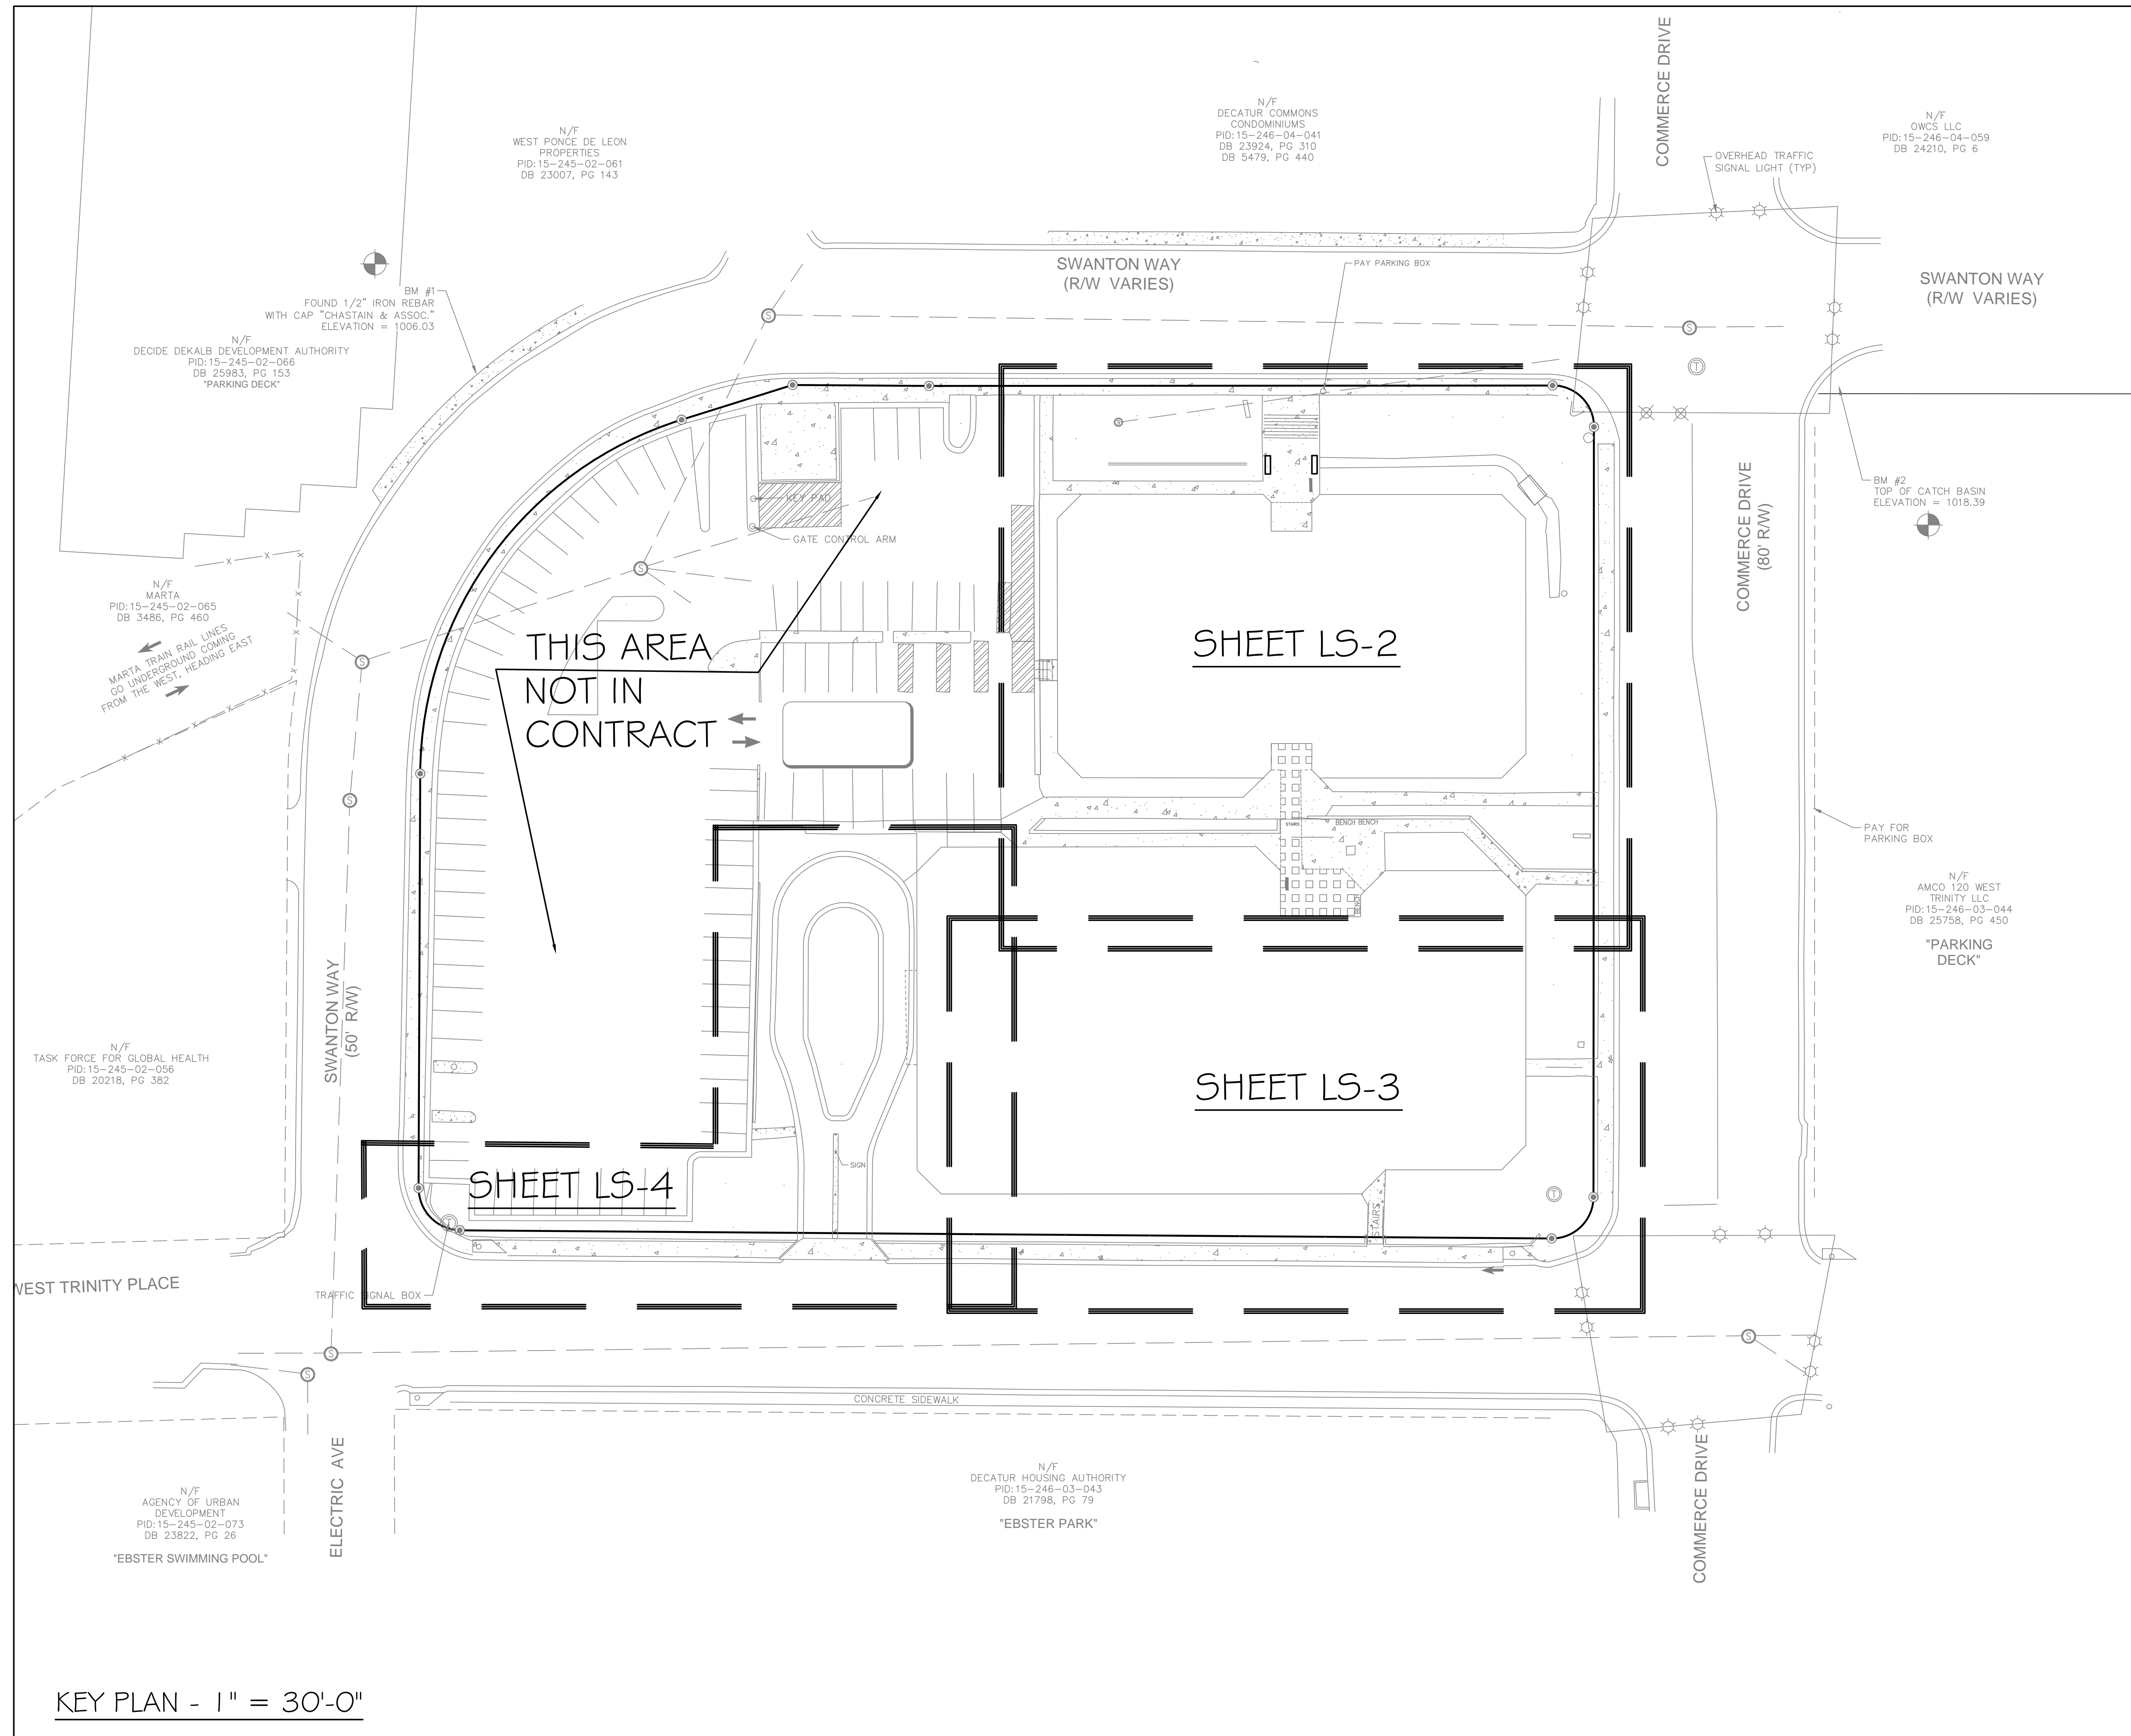 COMMERCE DRIVE
N/F
DECATUR COMMONS
CONDOMINIUMS
PID:15-246-04-041
DB 23924, PG 310
DB 5479, PG 440
N/F
OWCS LLC
PID:15-246-04-059
DB 24210, PG 6
N/F
WEST PONCE DE LEON
PROPERTIES
PID:15-245-02-061
DB 23007, PG 143
OVERHEAD TRAFFIC
SIGNAL LIGHT (TYP)
SWANTON WAY
(R/W VARIES)
PAY PARKING BOX
SWANTON WAY
(R/W VARIES)
BM #1
FOUND 1/2" IRON REBAR
WITH CAP "CHASTAIN & ASSOC."
ELEVATION = 1006.03
N/F
DECIDE DEKALB DEVELOPMENT AUTHORITY
PID:15-245-02-066
DB 25983, PG 153
"PARKING DECK"
S
S
T
S
KEY PAD
GATE CONTROL ARM
COMMERCE DRIVE
(80' R/W)
BM #2
TOP OF CATCH BASIN
ELEVATION = 1018.39
S
N/F
MARTA
PID:15-245-02-065
DB 3486, PG 460
MARTA TRAIN RAIL LINES
GO UNDERGROUND COMING
FROM THE WEST, HEADING EAST
S
THIS AREA
NOT IN
CONTRACT
SHEET LS-2
S
STAIRS
BENCH BENCH
BENCH
PAY FOR
PARKING BOX
N/F
AMCO 120 WEST
TRINITY LLC
PID:15-246-03-044
DB 25758, PG 450
"PARKING
DECK"
SWANTON WAY
(50' R/W)
N/F
TASK FORCE FOR GLOBAL HEALTH
PID:15-245-02-056
DB 20218, PG 382
SHEET LS-3
SIGN
SHEET LS-4
T
T
STAIRS
WEST TRINITY PLACE
TRAFFIC SIGNAL BOX
S
S
S
CONCRETE SIDEWALK
ELECTRIC AVE
N/F
DECATUR HOUSING AUTHORITY
PID:15-246-03-043
DB 21798, PG 79
"EBSTER PARK"
COMMERCE DRIVE
N/F
AGENCY OF URBAN
DEVELOPMENT
PID:15-245-02-073
DB 23822, PG 26
"EBSTER SWIMMING POOL"
KEY PLAN - 1" = 30'-0"